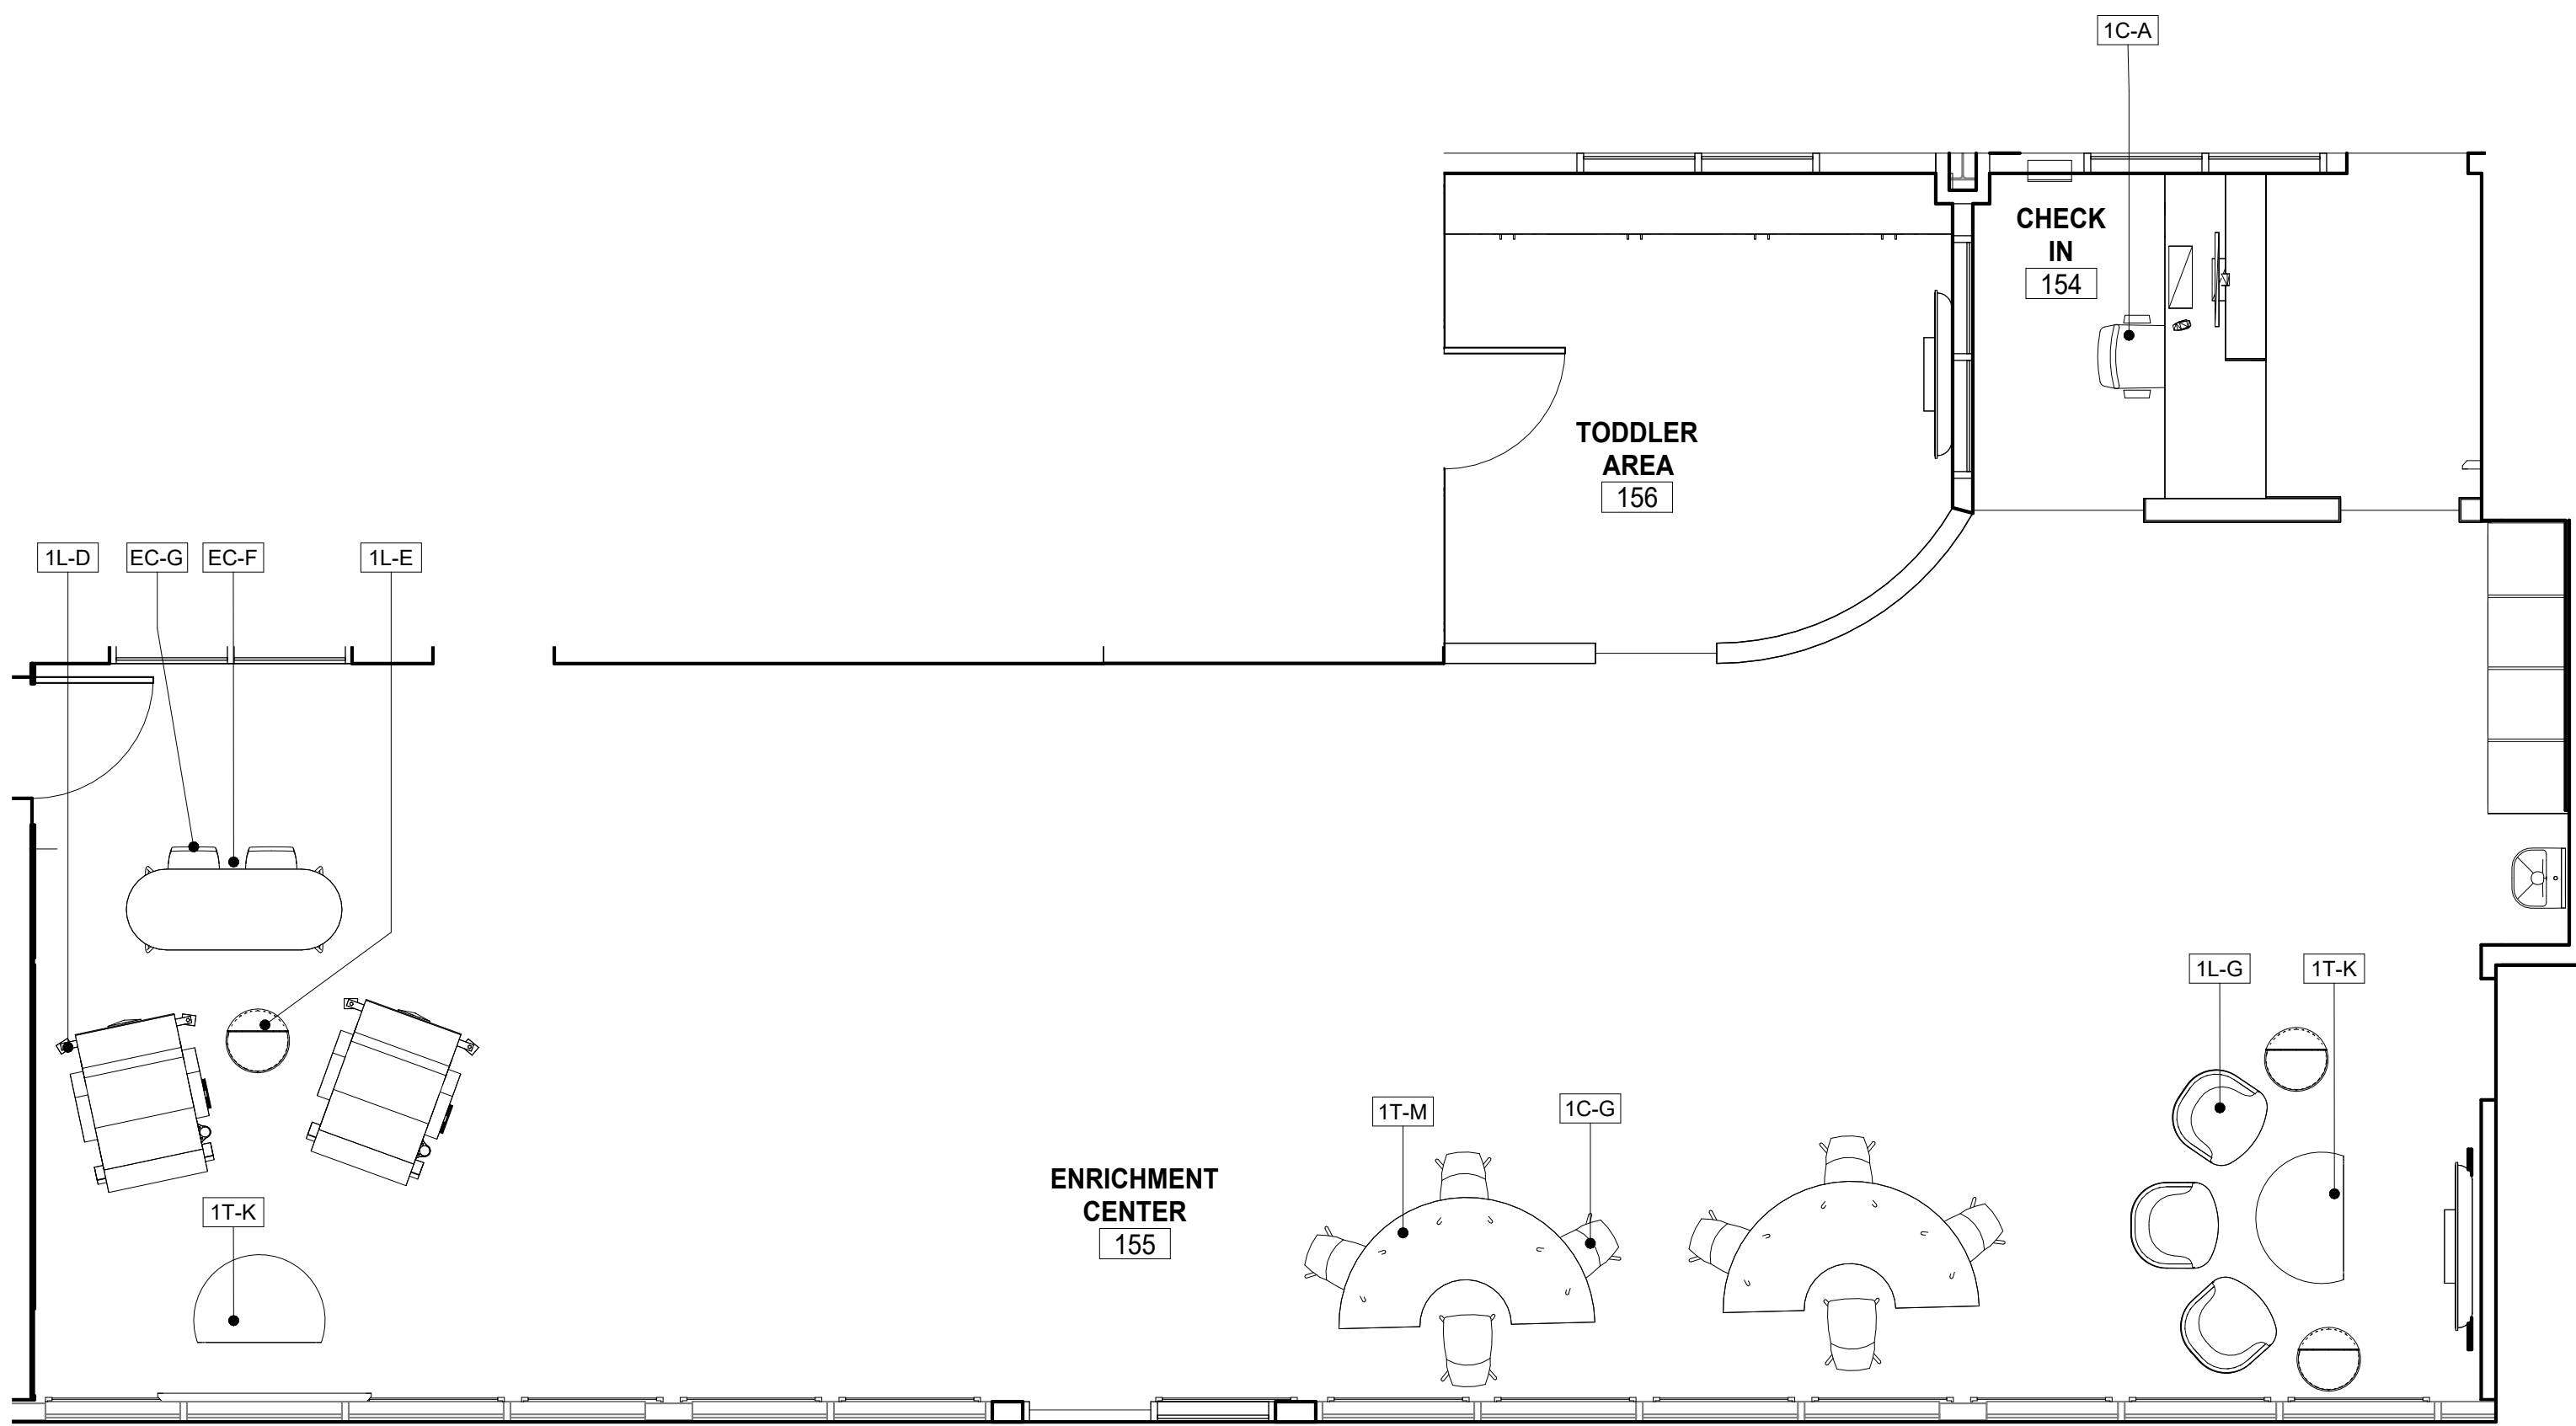 1C-A
CHECK
IN
154
TODDLER
AREA
156
1L-D
EC-G
EC-F
1L-E
1L-G
1T-K
1T-M
1C-G
ENRICHMENT
CENTER
155
1T-K